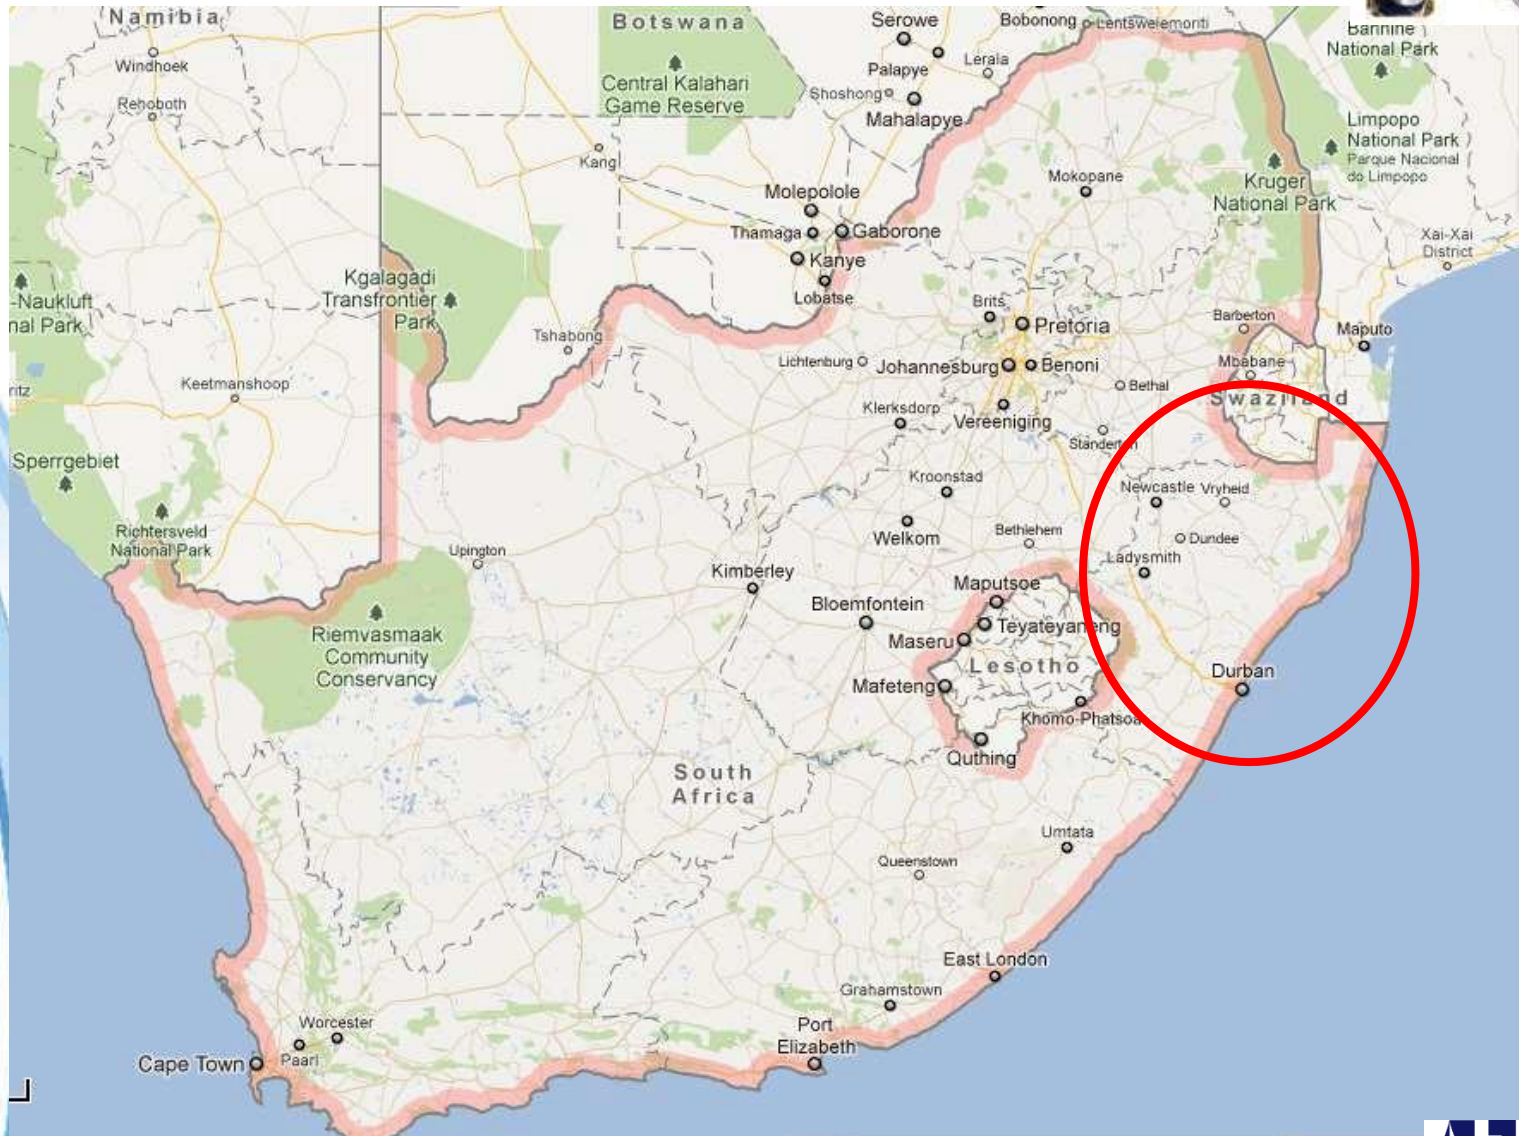 Namibia
Windhoek
Rehoboth
Botswana
Central Kalahari
Game Reserve
Serowe
Palapye
Shoshong
Mahalapye
Lerala
Bobonong
Lentswelemoriti
Bannine
National Park
Limpopo
National Park
Parque Nacional
do Limpopo
Kang
Molepolole
Thamaga
Gaborone
Kanye
Lobatse
Mokopane
Kruger
National Park
Xai-Xai
District
-Naukluft
nal Park
Kgalagadi
Transfrontier
Park
Tshabong
Brits
Pretoria
Barberton
Maputo
Lichtenburg
Johannesburg
Benoni
Bethal
Mbabane
Swaziland
ritz
Keetmanshoop
Klerksdorp
Vereeniging
Standerton
Sperrgebiet
Kroonstad
Newcastle
Vryheid
Richtersveld
National Park
Upington
Welkom
Bethlehem
Dundee
Ladysmith
Kimberley
Maputsoe
Bloemfontein
Teyateyaneng
Maseru
Lesotho
Riemvasmaak
Community
Conservancy
Mafeteng
Durban
Khomo-Phatsoa
Quthing
South
Africa
Umtata
Queenstown
East London
Grahamstown
Port
Elizabeth
Worcester
Paarl
Cape Town